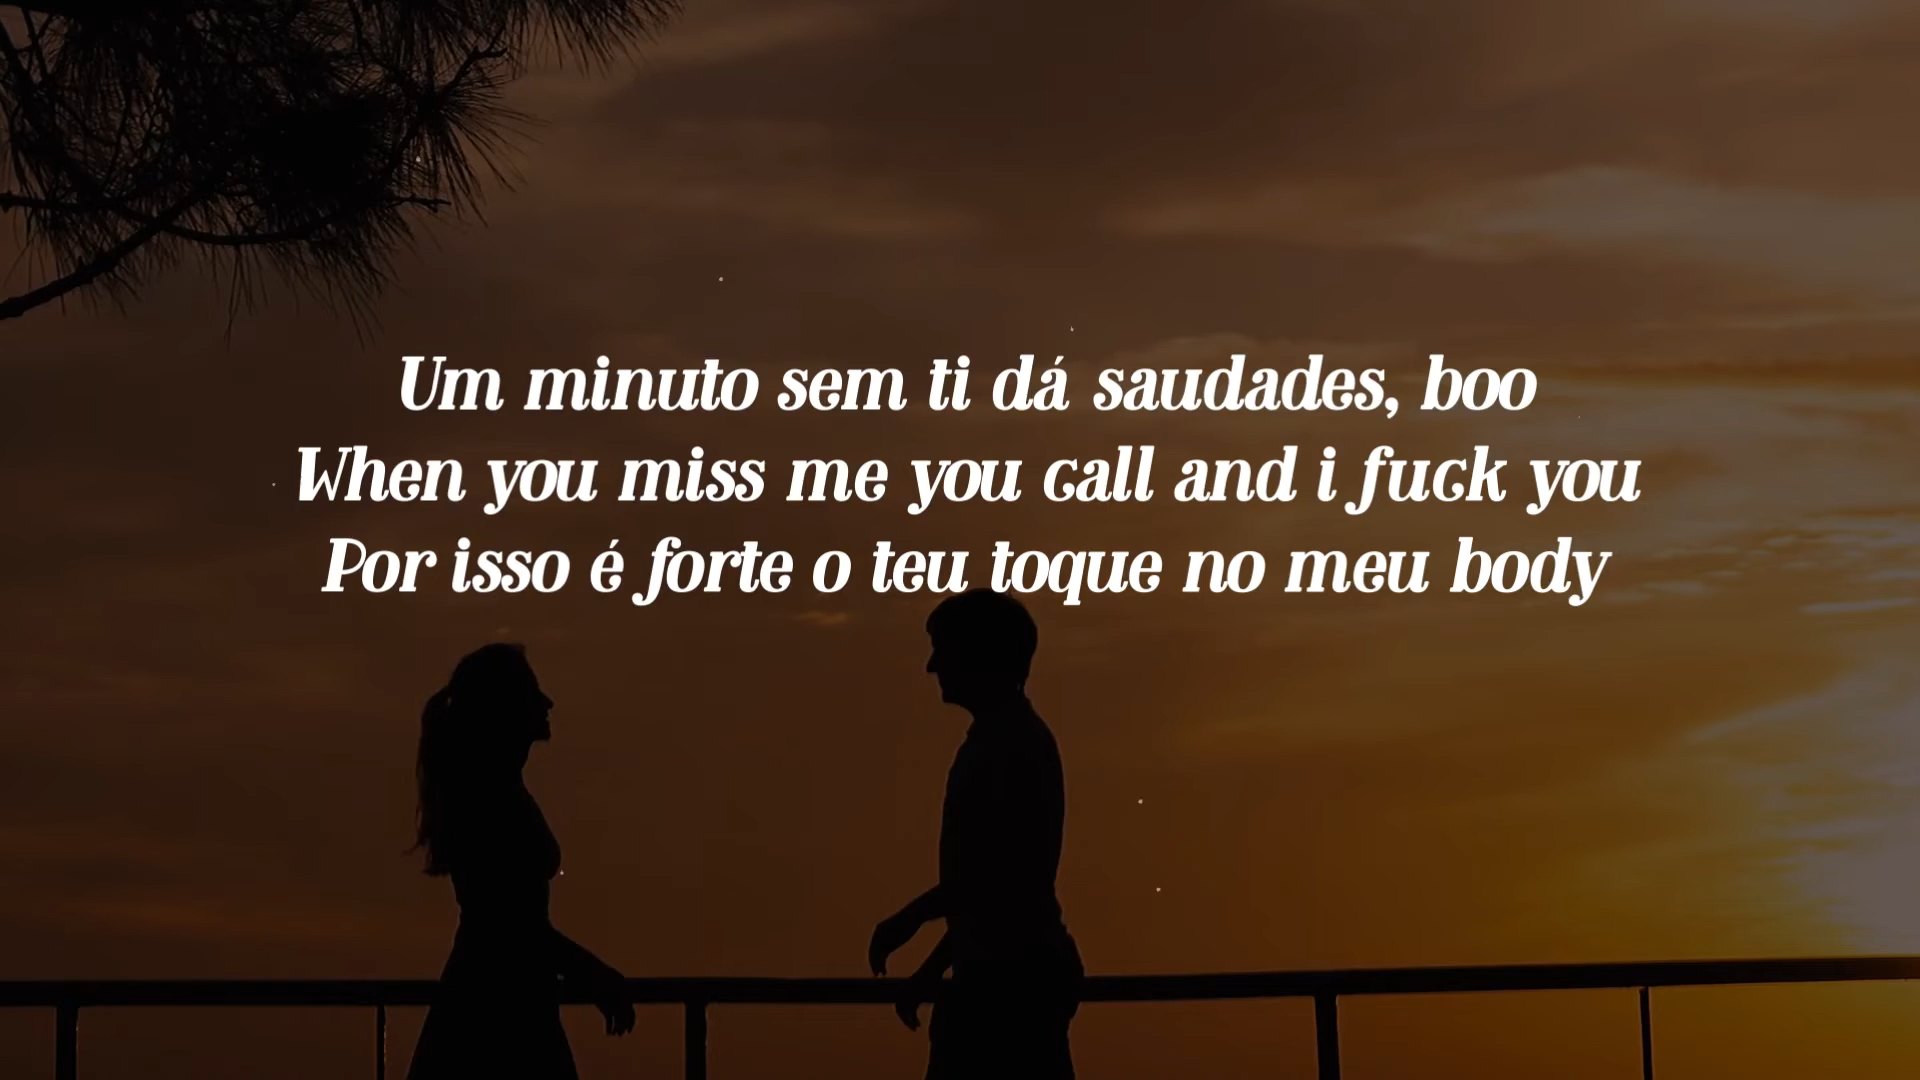 Um minuto sem ti dá saudades, boo
When you miss me you call and i fuck you
Por isso é forte o teu toque no meu body